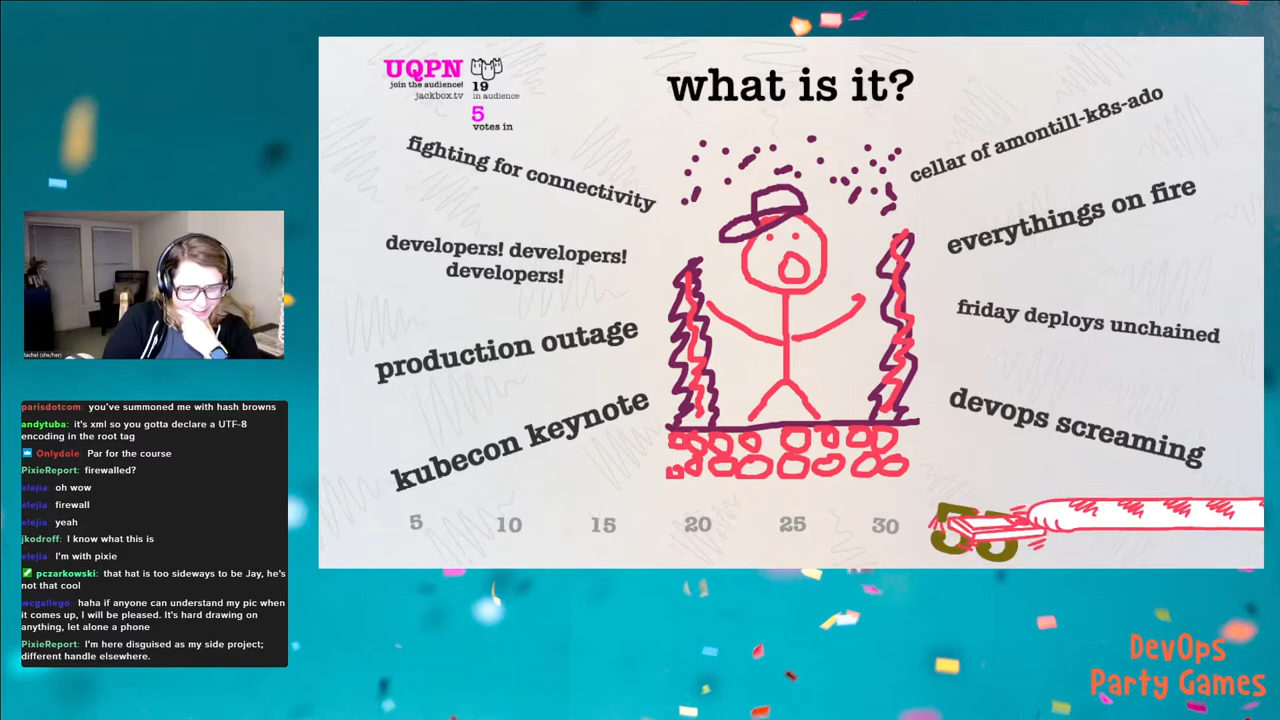 UQPN
join the audience!
jackbox.tv
19
in audience
5
votes in
what is it?
fighting for connectivity
developers! developers!
developers!
production outage
kubecon keynote
cellar of amontill-k8s-ado
everythings on fire
friday deploys unchained
devops screaming
5 10 15 20 25 30
Rachel (she/her)
parisdotcom: you've summoned me with hash browns
andytuba: it's xml so you gotta declare a UTF-8
encoding in the root tag
Onlydole: Par for the course
PixieReport: firewalled?
elejia: oh wow
elejia: firewall
elejia: yeah
jkodroff: I know what this is
elejia: I'm with pixie
pczarkowski: that hat is too sideways to be Jay, he's
not that cool
wcgallego: haha if anyone can understand my pic when
it comes up, I will be pleased. It's hard drawing on
anything, let alone a phone
PixieReport: I'm here disguised as my side project;
different handle elsewhere.
DevOps
Party Games